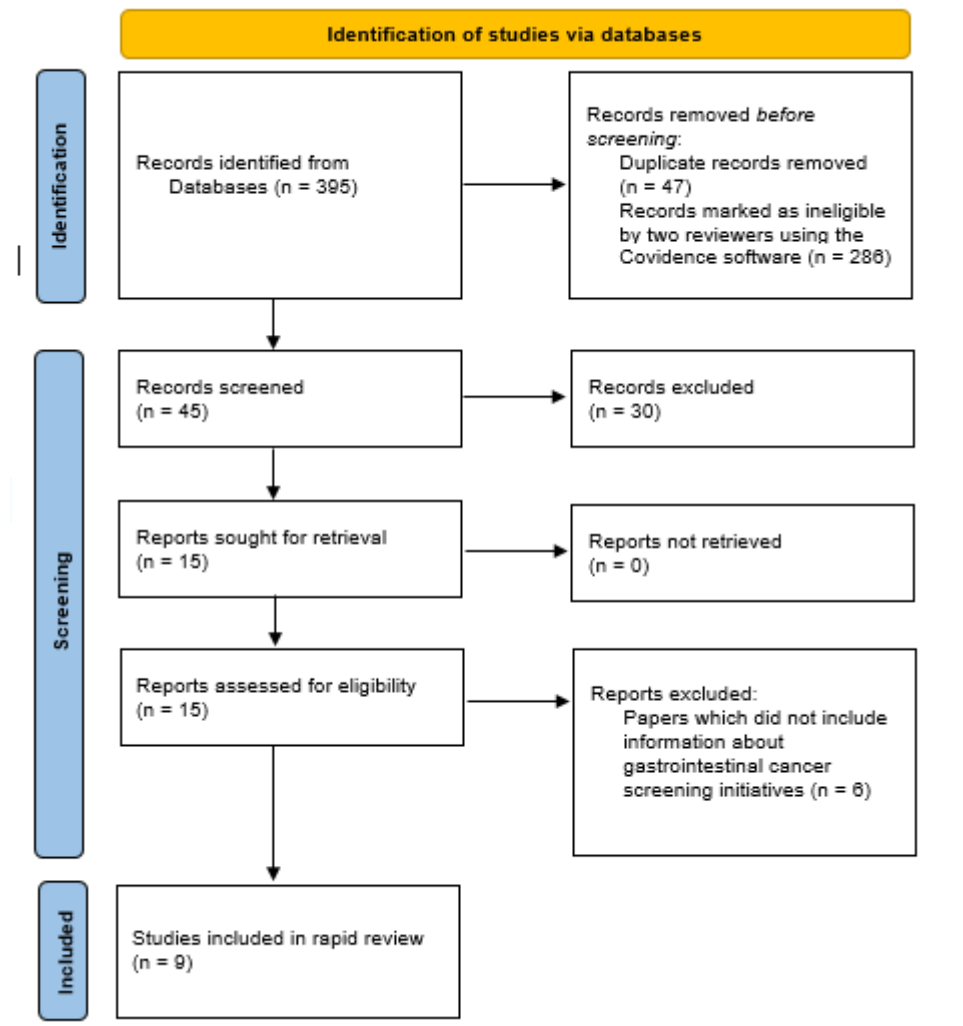 Identification of studies via databases
Identification
Records identified from
Databases (n = 395)
Records removed before
screening:
Duplicate records removed
(n = 47)
Records marked as ineligible
by two reviewers using the
Covidence software (n = 286)
Screening
Records screened
(n = 45)
Records excluded
(n = 30)
Reports sought for retrieval
(n = 15)
Reports not retrieved
(n = 0)
Reports assessed for eligibility
(n = 15)
Reports excluded:
Papers which did not include
information about
gastrointestinal cancer
screening initiatives (n = 6)
Included
Studies included in rapid review
(n = 9)